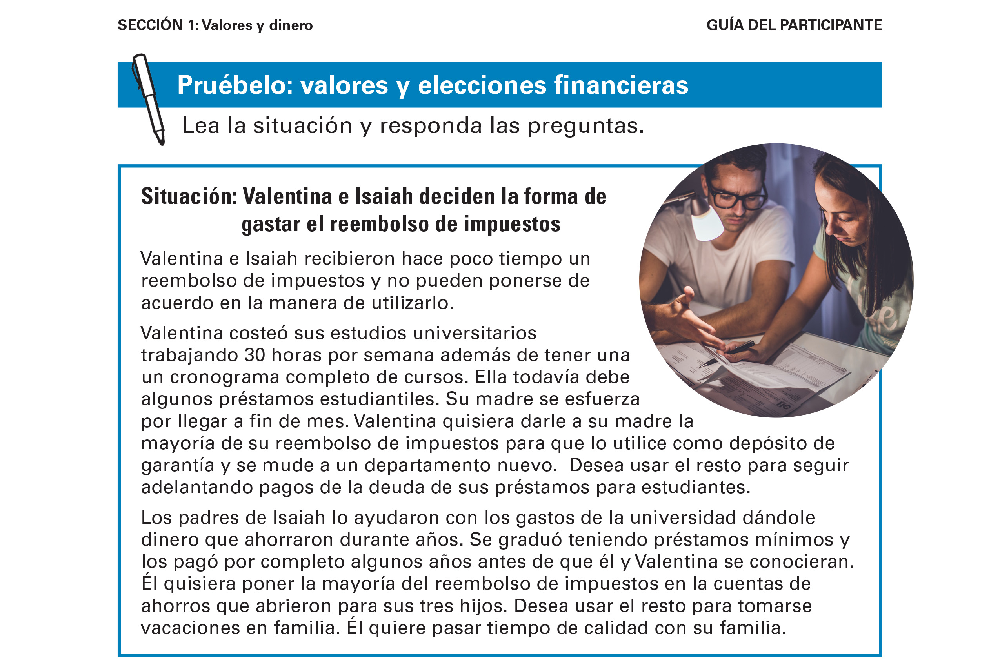 SECCIÓN 1: Valores y dinero
GUÍA DEL PARTICIPANTE
Pruébelo: valores y elecciones financieras
Lea la situación y responda las preguntas.
Situación: Valentina e Isaiah deciden la forma de
gastar el reembolso de impuestos
Valentina e Isaiah recibieron hace poco tiempo un
reembolso de impuestos y no pueden ponerse de
acuerdo en la manera de utilizarlo.
Valentina costeó sus estudios universitarios
trabajando 30 horas por semana además de tener una
un cronograma completo de cursos. Ella todavía debe
algunos préstamos estudiantiles. Su madre se esfuerza
por llegar a fin de mes. Valentina quisiera darle a su madre la
mayoría de su reembolso de impuestos para que lo utilice como depósito de
garantía y se mude a un departamento nuevo.  Desea usar el resto para seguir
adelantando pagos de la deuda de sus préstamos para estudiantes.
Los padres de Isaiah lo ayudaron con los gastos de la universidad dándole
dinero que ahorraron durante años. Se graduó teniendo préstamos mínimos y
los pagó por completo algunos años antes de que él y Valentina se conocieran.
Él quisiera poner la mayoría del reembolso de impuestos en la cuentas de
ahorros que abrieron para sus tres hijos. Desea usar el resto para tomarse
vacaciones en familia. Él quiere pasar tiempo de calidad con su familia.